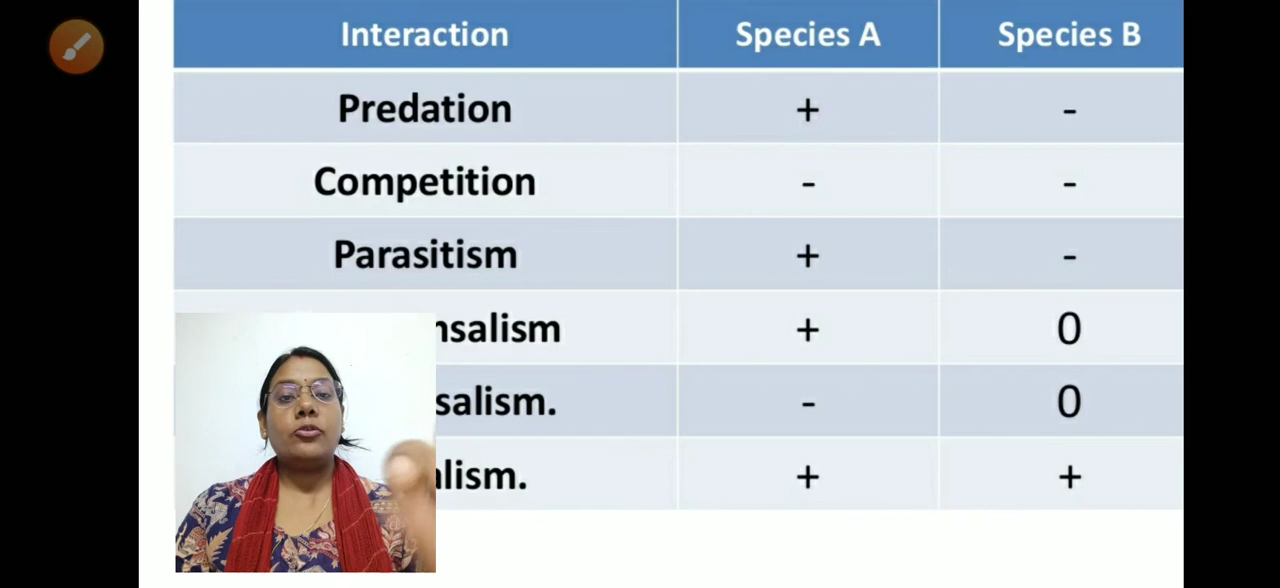 Interaction Species A Species B
Predation + -
Competition - -
Parasitism + -
nsalism + 0
salism. - 0
alism. + +